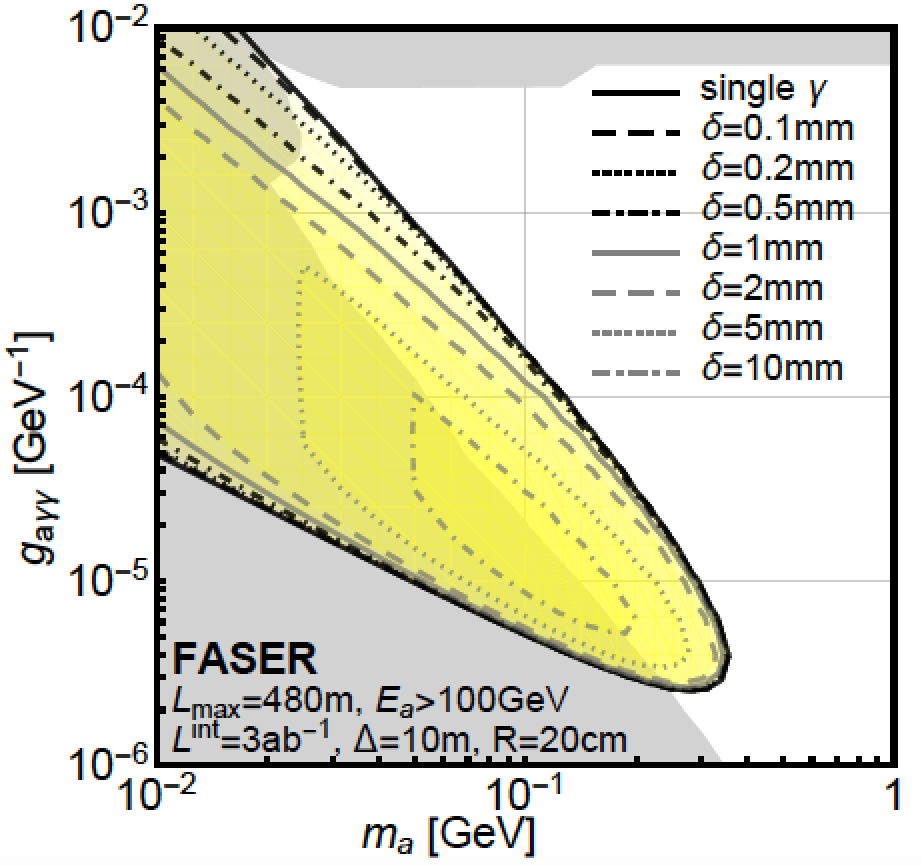 10⁻²
10⁻³
10⁻⁴
10⁻⁵
10⁻⁶
g_aγγ [GeV⁻¹]
single γ
δ=0.1mm
δ=0.2mm
δ=0.5mm
δ=1mm
δ=2mm
δ=5mm
δ=10mm
FASER
L_max=480m, E_a>100GeV
L^int=3ab⁻¹, Δ=10m, R=20cm
10⁻² 10⁻¹ 1
m_a [GeV]